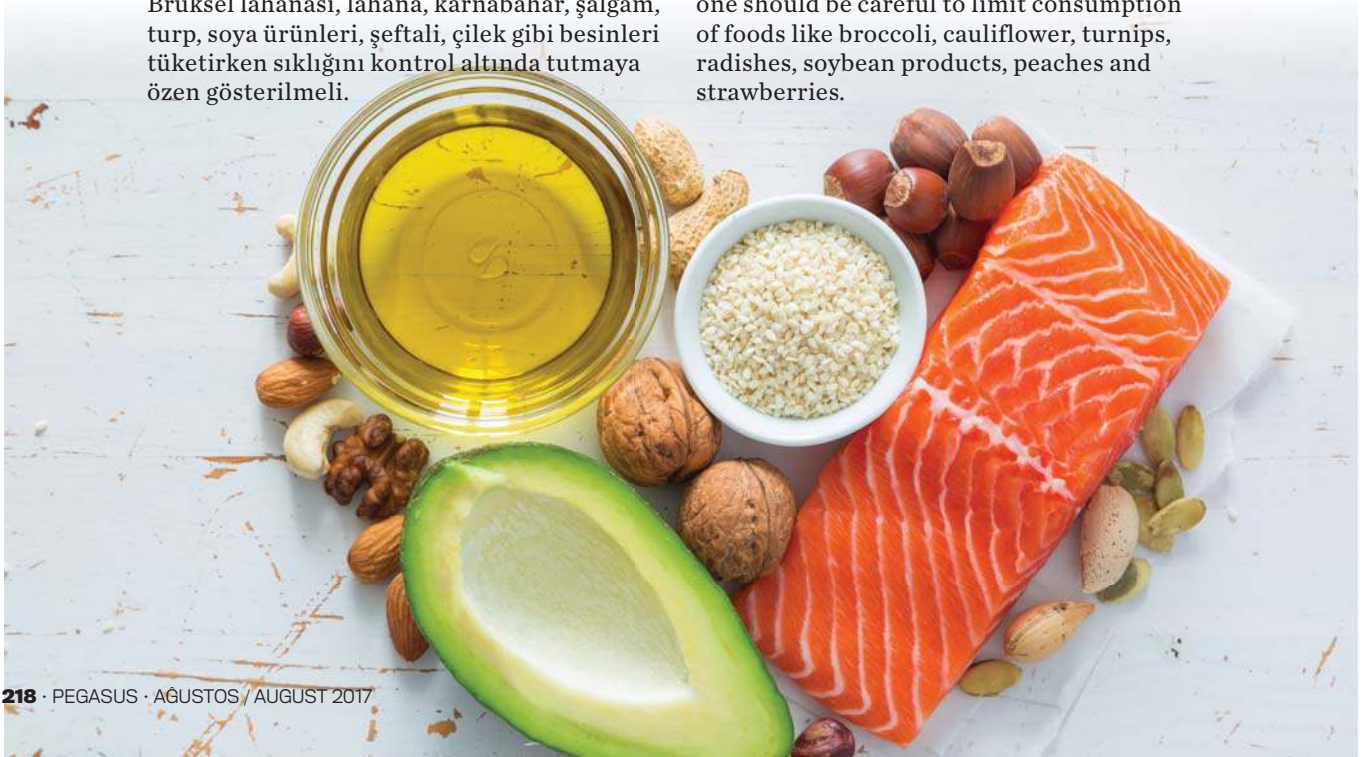 Brüksel lahanası, lahana, karnabahar, şalgam,
turp, soya ürünleri, şeftali, çilek gibi besinleri
tüketirken sıklığını kontrol altında tutmaya
özen gösterilmeli.
one should be careful to limit consumption
of foods like broccoli, cauliflower, turnips,
radishes, soybean products, peaches and
strawberries.
218 · PEGASUS · AĞUSTOS / AUGUST 2017